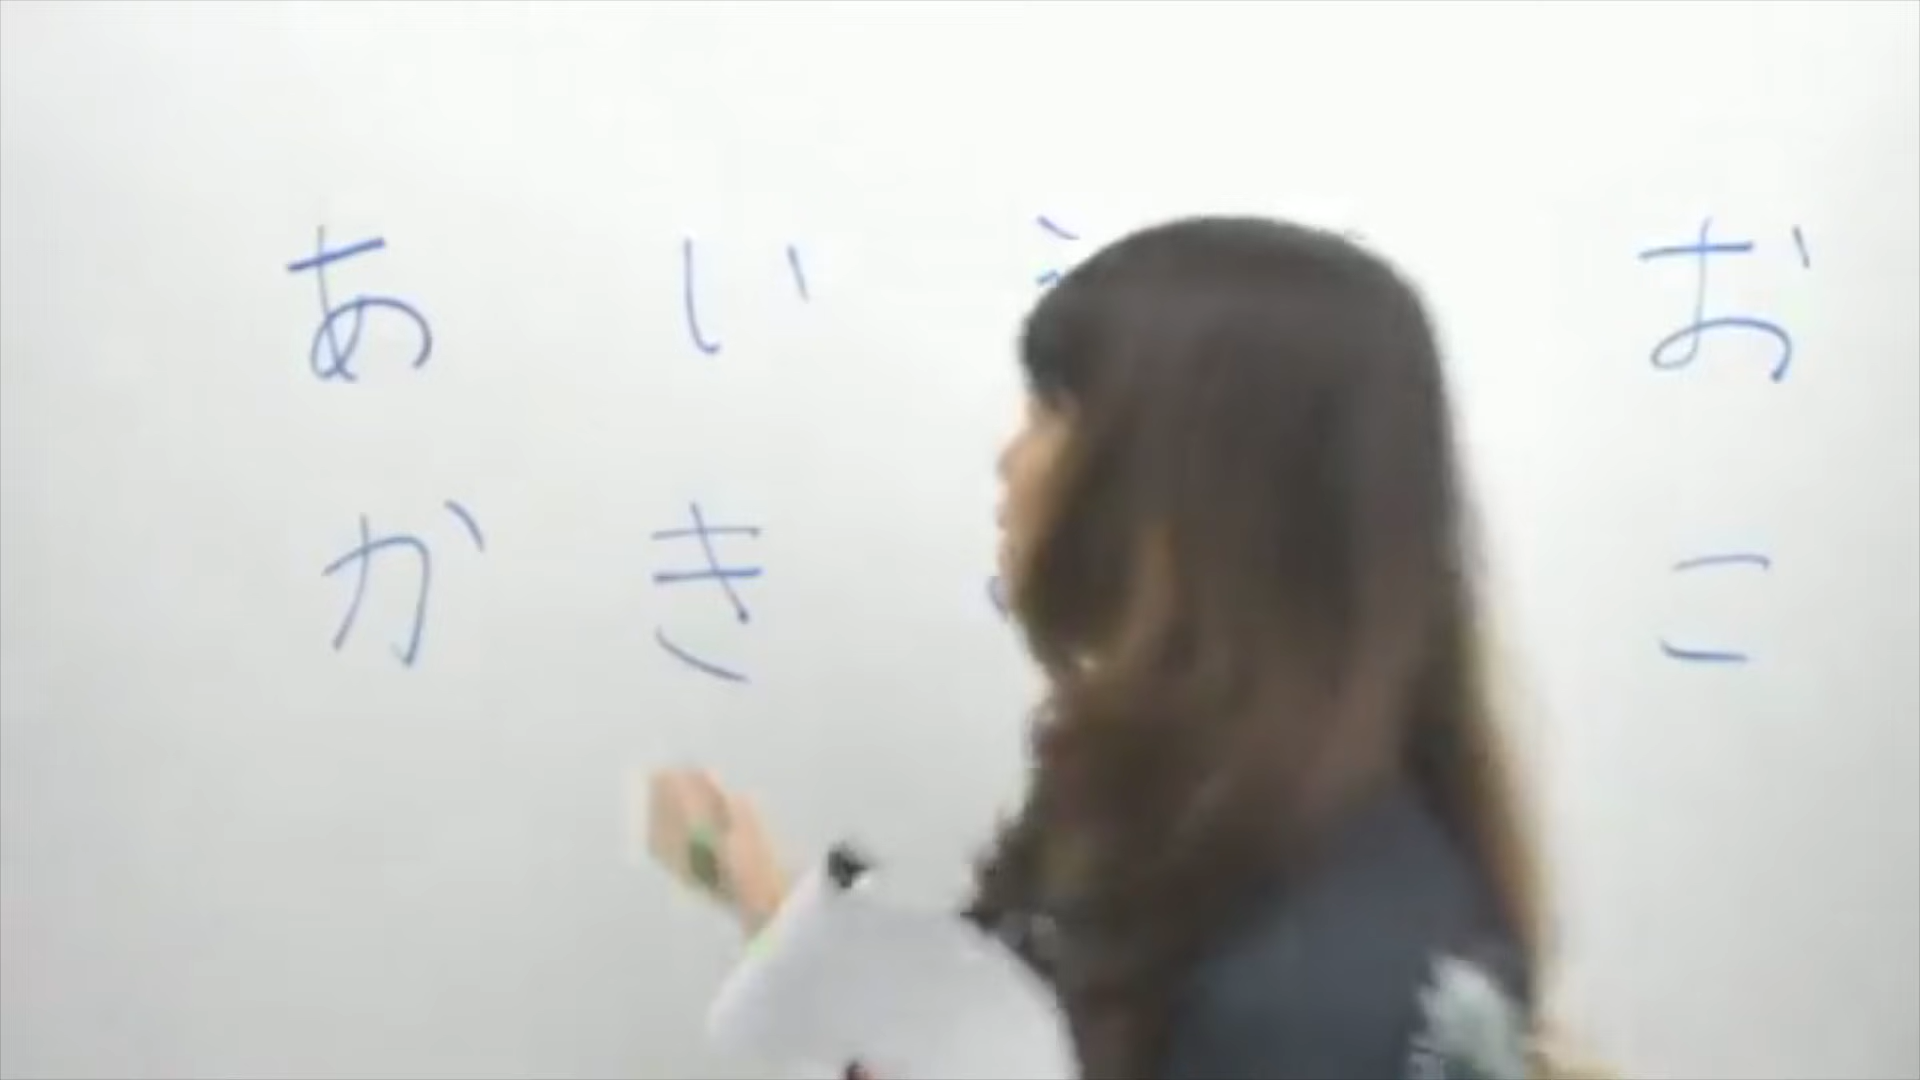 あ い お
か き こ